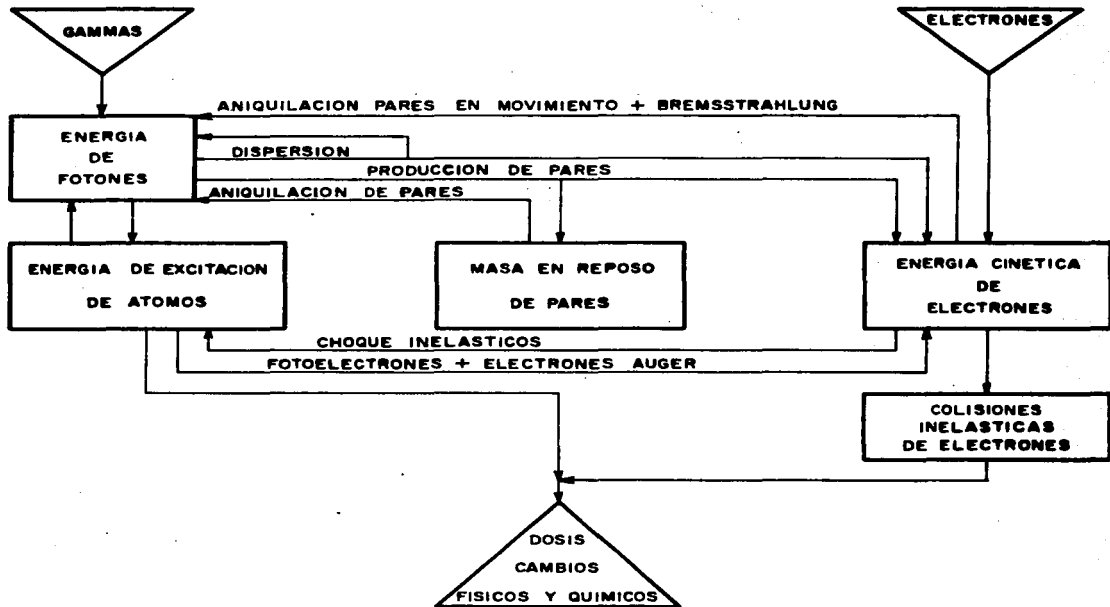 GAMMAS
ELECTRONES
ANIQUILACION PARES EN MOVIMIENTO + BREMSSTRAHLUNG
ENERGIA
DE
FOTONES
DISPERSION
PRODUCCION DE PARES
ANIQUILACION DE PARES
ENERGIA DE EXCITACION
DE ATOMOS
MASA EN REPOSO
DE PARES
ENERGIA CINETICA
DE
ELECTRONES
CHOQUE INELASTICOS
FOTOELECTRONES + ELECTRONES AUGER
COLISIONES
INELASTICAS
DE ELECTRONES
DOSIS
CAMBIOS
FISICOS Y QUIMICOS